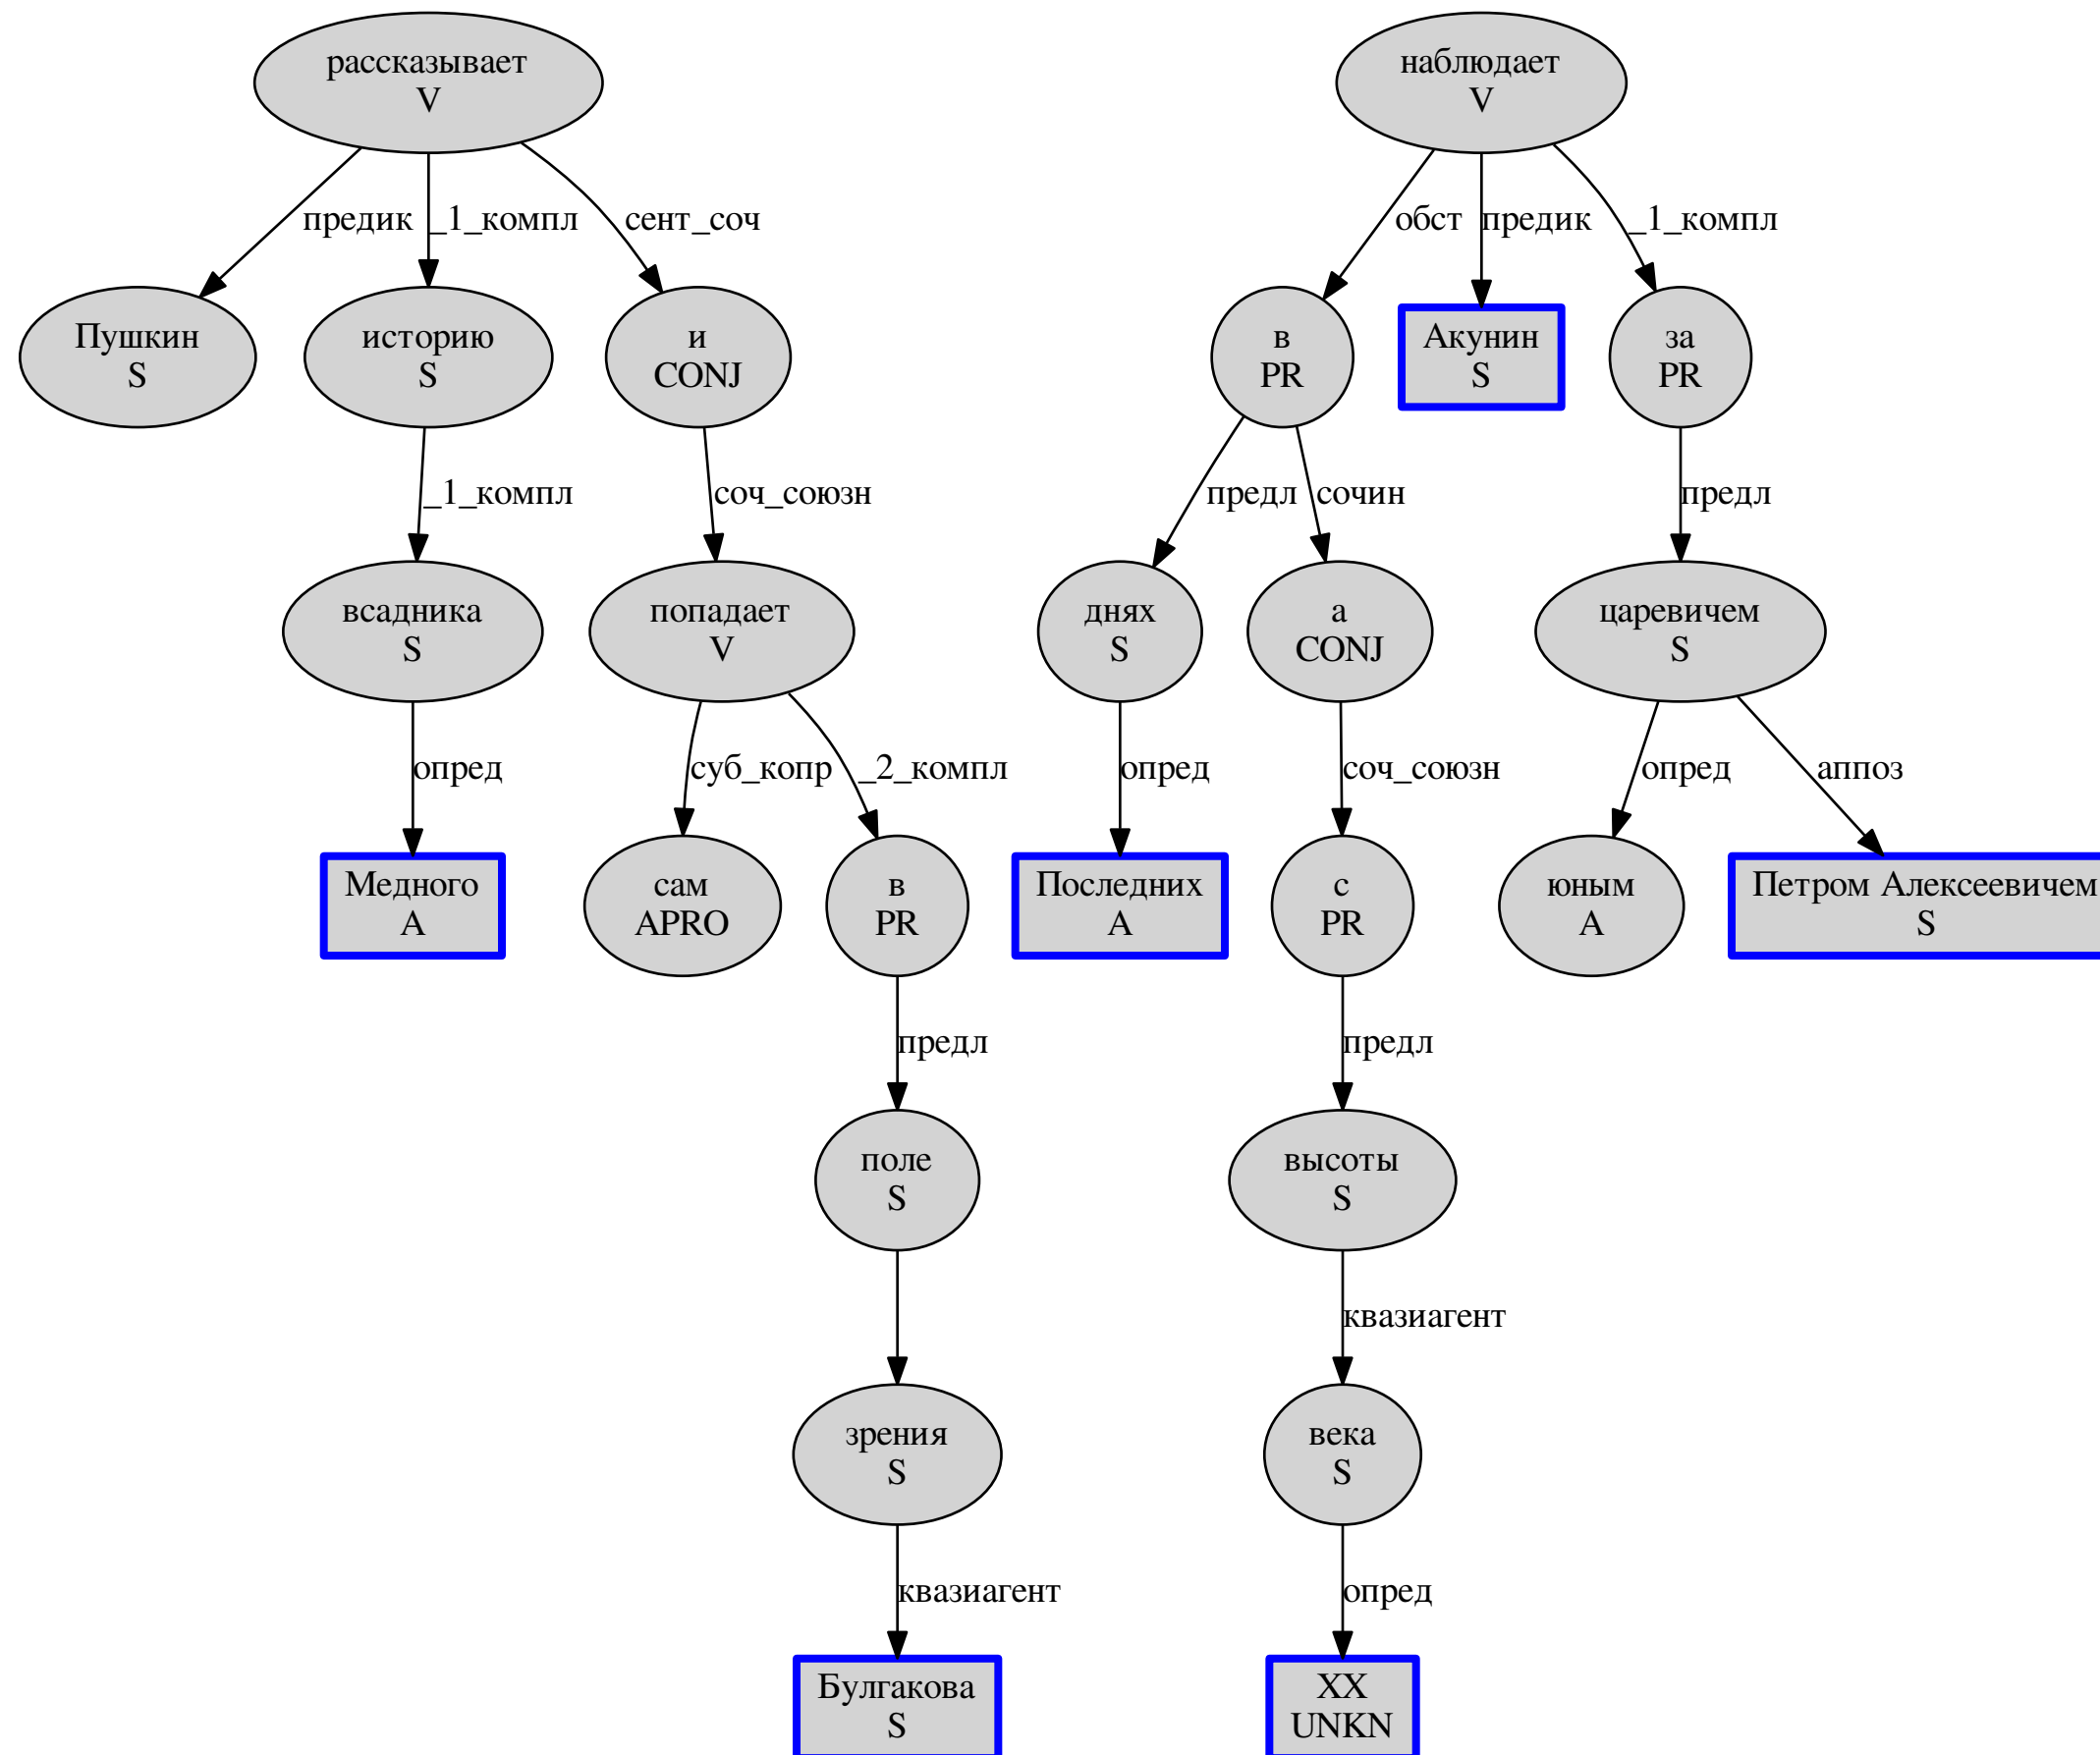 рассказывает
V
наблюдает
V
предик
_1_компл
сент_соч
обст
предик
_1_компл
Пушкин
S
историю
S
и
CONJ
в
PR
Акунин
S
за
PR
_1_компл
соч_союзн
предл
сочин
предл
всадника
S
попадает
V
днях
S
а
CONJ
царевичем
S
опред
суб_копр
_2_компл
опред
соч_союзн
опред
аппоз
Медного
A
сам
APRO
в
PR
Последних
A
с
PR
юным
A
Петром Алексеевичем
S
предл
предл
поле
S
высоты
S
квазиагент
зрения
S
века
S
квазиагент
опред
Булгакова
S
XX
UNKN